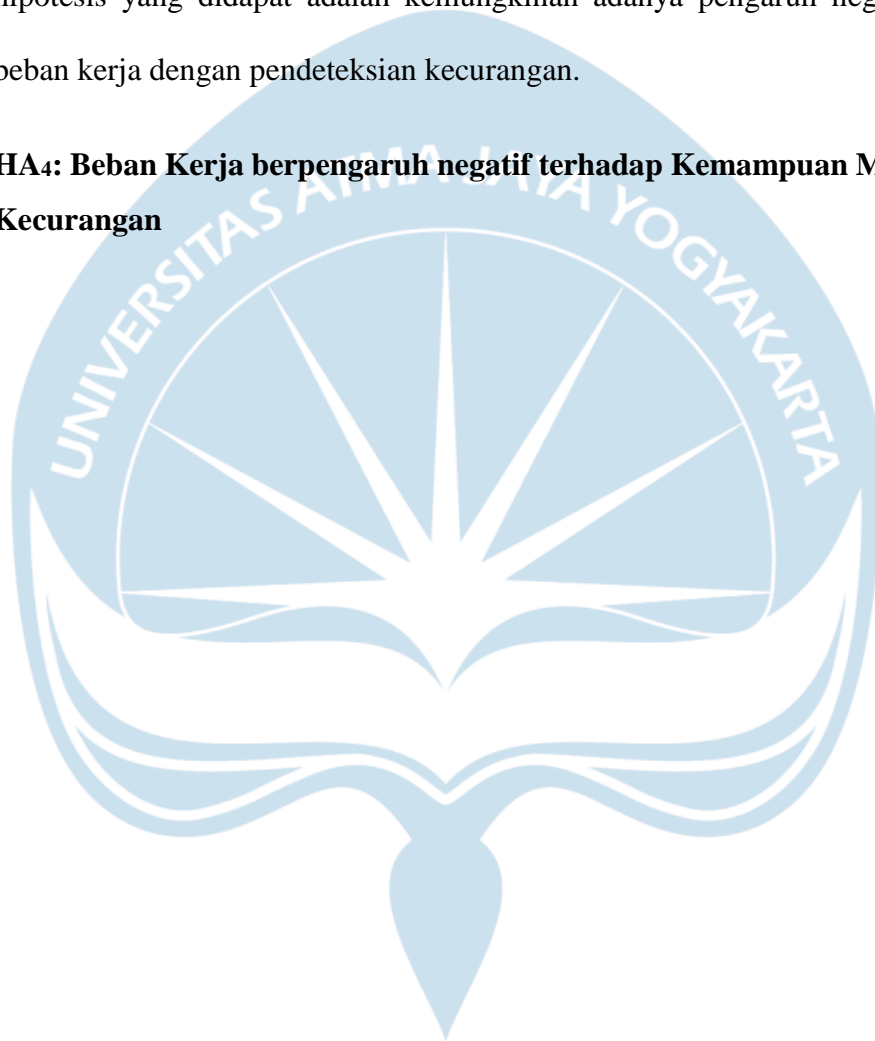 hipotesis yang didapat adalah kemungkinan adanya pengaruh neg
beban kerja dengan pendeteksian kecurangan.
HA4: Beban Kerja berpengaruh negatif terhadap Kemampuan M
Kecurangan
UNIVERSITAS ATMA JAYA YOGYAKARTA